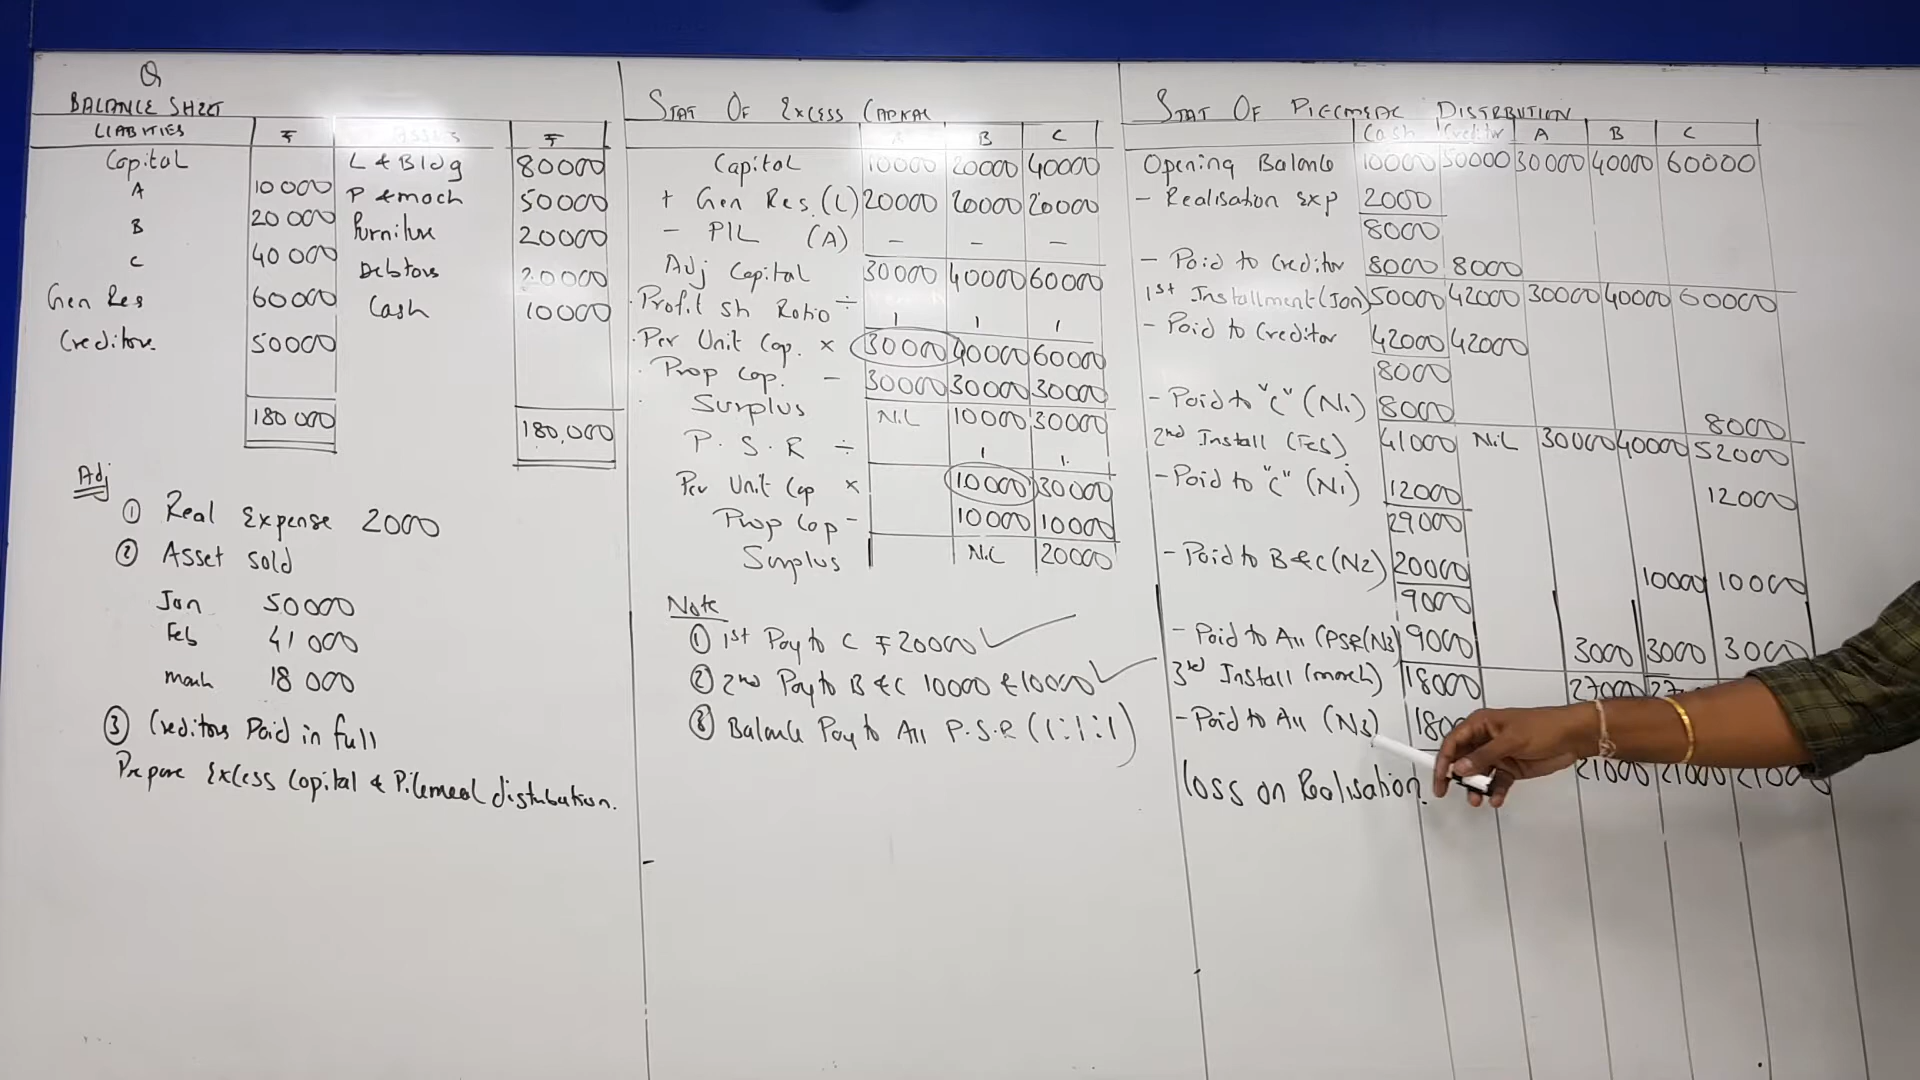 Q
BALANCE SHEET
LIABITIES ₹ ASSETS ₹
Capital L & Bldg 80000
A 10000 P & mach 50000
B 20000 Furniture 20000
C 40000 Debtors 20000
Gen Res 60000 Cash 10000
Creditors. 50000
180000 180,000
Adj
① Real Expense 2000
② Asset sold
Jan 50000
Feb 41000
march 18000
③ Creditors Paid in full
Prepare Excess Capital & Piecemeal distribution.
STAT OF EXCESS CAPITAL
A B C
Capital 10000 20000 40000
+ Gen Res. (L) 20000 20000 20000
- P/L (A) - - -
Adj Capital 30000 40000 60000
Profit Sh Ratio ÷ 1 1 1
Per Unit Cap. × 30000 40000 60000
Prop Cap. - 30000 30000 30000
Surplus NiL 10000 30000
P. S. R ÷ 1 1.
Per Unit Cap × 10000 30000
Prop Cap - 10000 10000
Surplus NiL 20000
Note
① 1st Pay to C ₹ 20000 ✓
② 2nd Pay to B & C 10000 & 10000 ✓
③ Balance Pay to All P.S.R (1:1:1)
STAT OF PIECMEAL DISTRBUTION
Cash Creditor A B C
Opening Balance 10000 50000 30000 40000 60000
- Realisation Exp 2000
8000
- Paid to Creditor 8000 8000
1st Installment (Jan) 50000 42000 30000 40000 60000
- Paid to Creditor 42000 42000
8000
- Paid to "C" (N1) 8000 8000
2nd Install (Feb) 41000 NiL 30000 40000 52000
- Paid to "C" (N1) 12000 12000
29000
- Paid to B & C (N2) 20000 10000 10000
9000
- Paid to All (PSR (N3) 9000 3000 3000 3000
3rd Install (march) 18000 27000
- Paid to All (N3)
loss on Realisation. 21000 21000